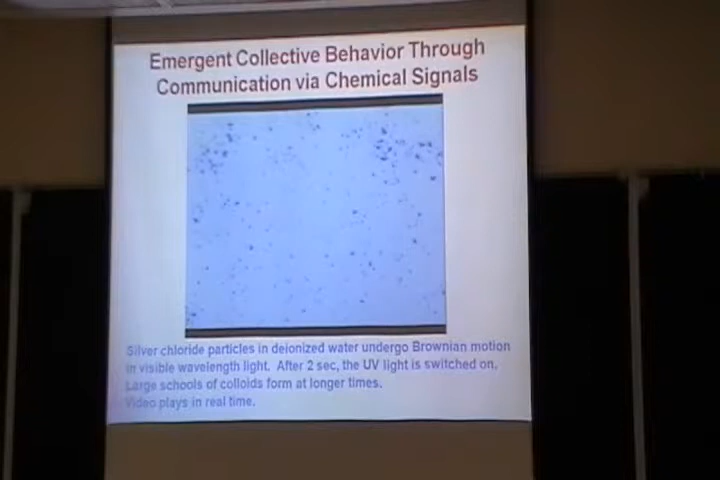 Emergent Collective Behavior Through
Communication via Chemical Signals
Silver chloride particles in deionized water undergo Brownian motion
in visible wavelength light. After 2 sec, the UV light is switched on.
Large schools of colloids form at longer times.
Video plays in real time.